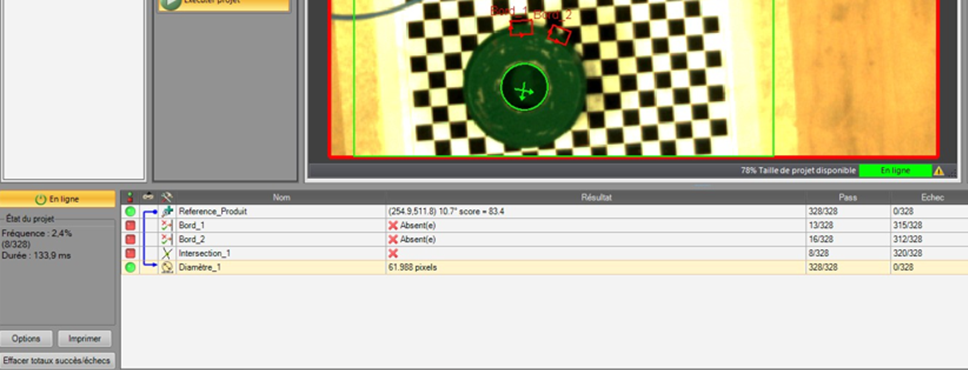 Exécuter projet
Bord_1 Bord_2
78% Taille de projet disponible En ligne
En ligne
Nom Résultat Pass Echec
État du projet
Fréquence : 2,4%
(8/328)
Durée : 133,9 ms
Reference_Produit (254.9,511.8) 10.7° score = 83.4 328/328 0/328
Bord_1 Absent(e) 13/328 315/328
Bord_2 Absent(e) 16/328 312/328
Intersection_1 8/328 320/328
Diamètre_1 61.988 pixels 328/328 0/328
Options Imprimer
Effacer totaux succès/échecs